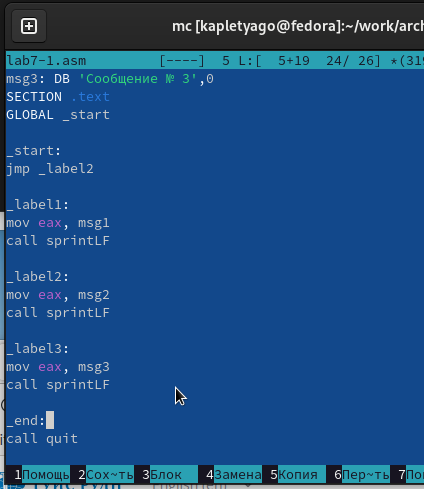 mc [kapletyago@fedora]:~/work/arch
lab7-1.asm [----] 5 L:[ 5+19 24/ 26] *(319
msg3: DB 'Сообщение № 3',0
SECTION .text
GLOBAL _start
_start:
jmp _label2
_label1:
mov eax, msg1
call sprintLF
_label2:
mov eax, msg2
call sprintLF
_label3:
mov eax, msg3
call sprintLF
_end:
call quit
1Помощь 2Сох~ть 3Блок 4Замена 5Копия 6Пер~ть 7По